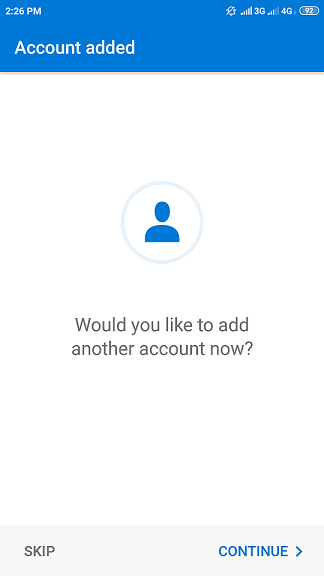 2:26 PM 3G 4G 92
Account added
Would you like to add
another account now?
SKIP CONTINUE